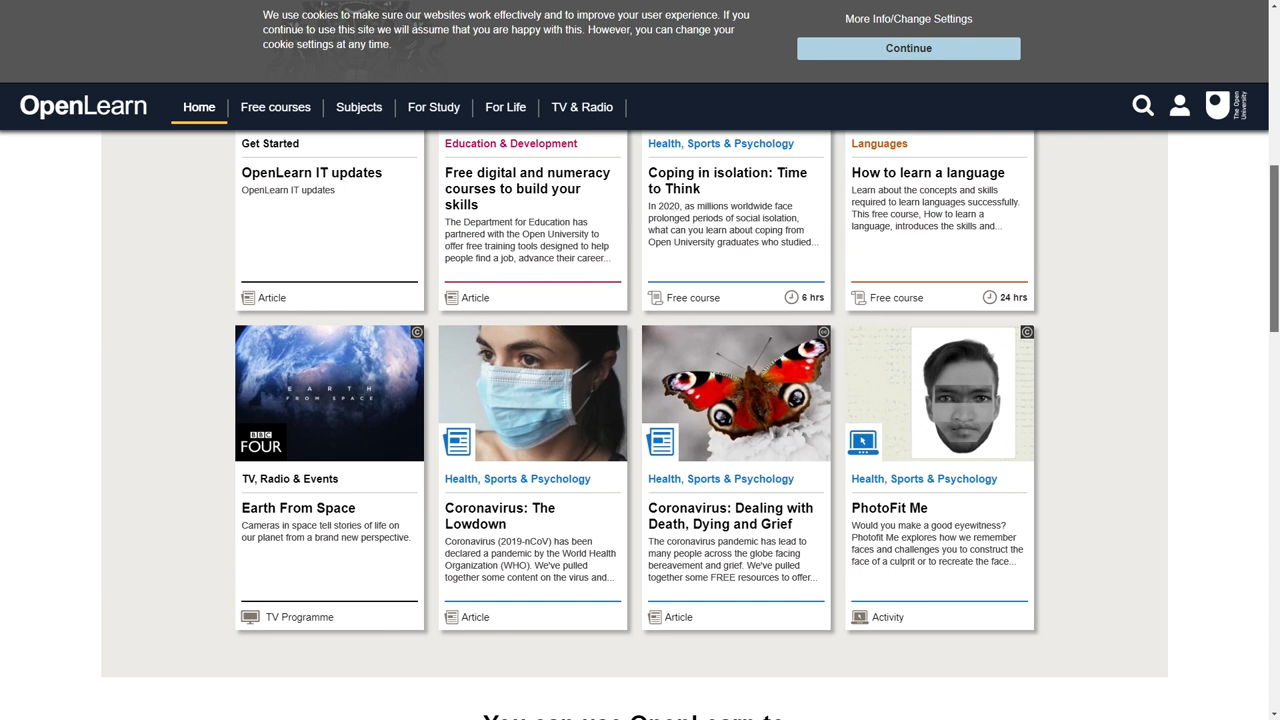 We use cookies to make sure our websites work effectively and to improve your user experience. If you
continue to use this site we will assume that you are happy with this. However, you can change your
cookie settings at any time.
More Info/Change Settings
Continue
OpenLearn
Home
Free courses
Subjects
For Study
For Life
TV & Radio
The Open
University
Get Started
OpenLearn IT updates
OpenLearn IT updates
Article
Education & Development
Free digital and numeracy
courses to build your
skills
The Department for Education has
partnered with the Open University to
offer free training tools designed to help
people find a job, advance their career...
Article
Health, Sports & Psychology
Coping in isolation: Time
to Think
In 2020, as millions worldwide face
prolonged periods of social isolation,
what can you learn about coping from
Open University graduates who studied...
Free course
6 hrs
Languages
How to learn a language
Learn about the concepts and skills
required to learn languages successfully.
This free course, How to learn a
language, introduces the skills and...
Free course
24 hrs
EARTH
FROM SPACE
BBC
FOUR
TV, Radio & Events
Earth From Space
Cameras in space tell stories of life on
our planet from a brand new perspective.
TV Programme
Health, Sports & Psychology
Coronavirus: The
Lowdown
Coronavirus (2019-nCoV) has been
declared a pandemic by the World Health
Organization (WHO). We've pulled
together some content on the virus and...
Article
Health, Sports & Psychology
Coronavirus: Dealing with
Death, Dying and Grief
The coronavirus pandemic has lead to
many people across the globe facing
bereavement and grief. We've pulled
together some FREE resources to offer...
Article
Health, Sports & Psychology
PhotoFit Me
Would you make a good eyewitness?
Photofit Me explores how we remember
faces and challenges you to construct the
face of a culprit or to recreate the face...
Activity
You can use OpenLearn to